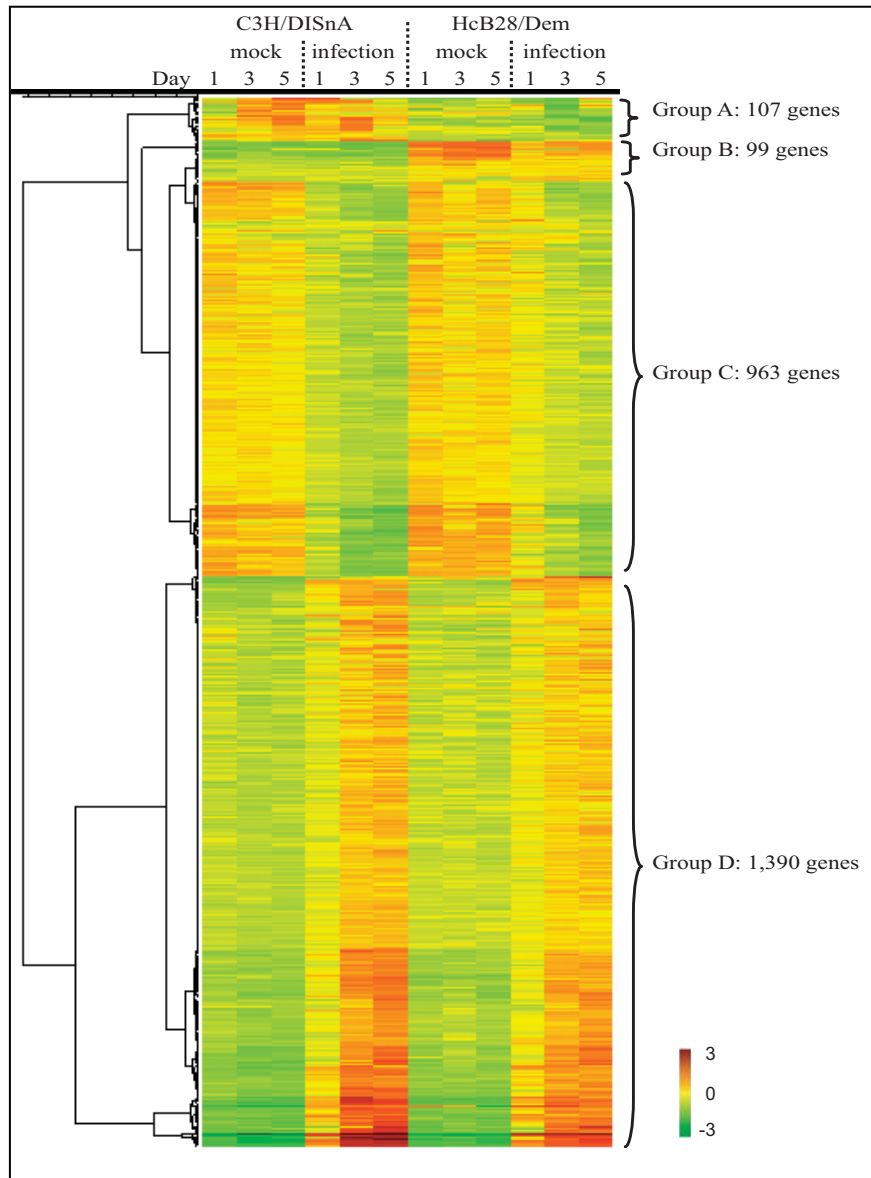 C3H/DISnA HcB28/Dem
mock infection mock infection
Day 1 3 5 1 3 5 1 3 5 1 3 5
Group A: 107 genes
Group B: 99 genes
Group C: 963 genes
Group D: 1,390 genes
3
0
-3